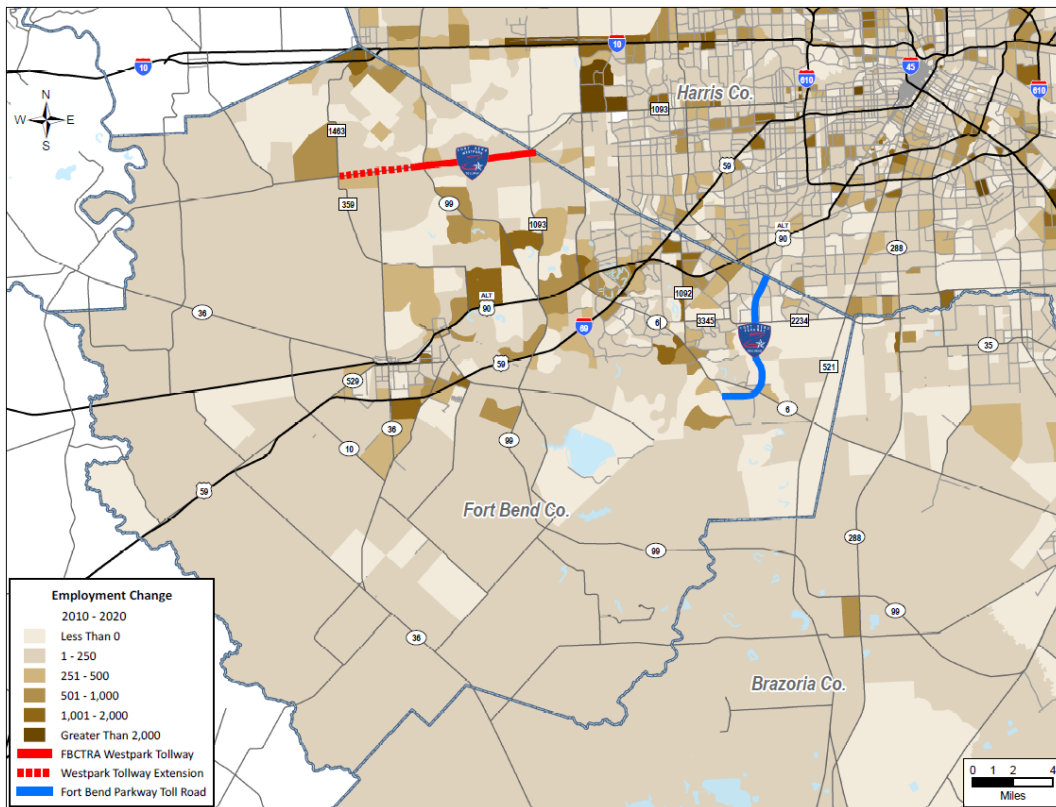 10
10
Harris Co.
610
45
610
N
W E
S
1463
1093
59
359
99
1093
ALT
90
288
36
ALT
90
1092
6
3345
2234
69
35
59
521
529
6
36
99
10
59
Fort Bend Co.
99
288
99
36
Brazoria Co.
Employment Change
2010 - 2020
Less Than 0
1 - 250
251 - 500
501 - 1,000
1,001 - 2,000
Greater Than 2,000
FBCTRA Westpark Tollway
Westpark Tollway Extension
Fort Bend Parkway Toll Road
0 1 2 4
Miles